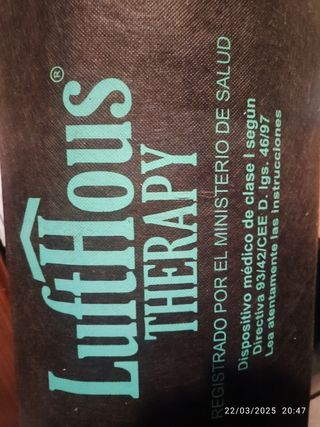 LuftHous®
THERAPY
REGISTRADO POR EL MINISTERIO DE SALUD
Dispositivo médico de clase I según
Directiva 93/42/CEE D. lgs. 46/97
Lea atentamente las instrucciones
22/03/2025 20:47